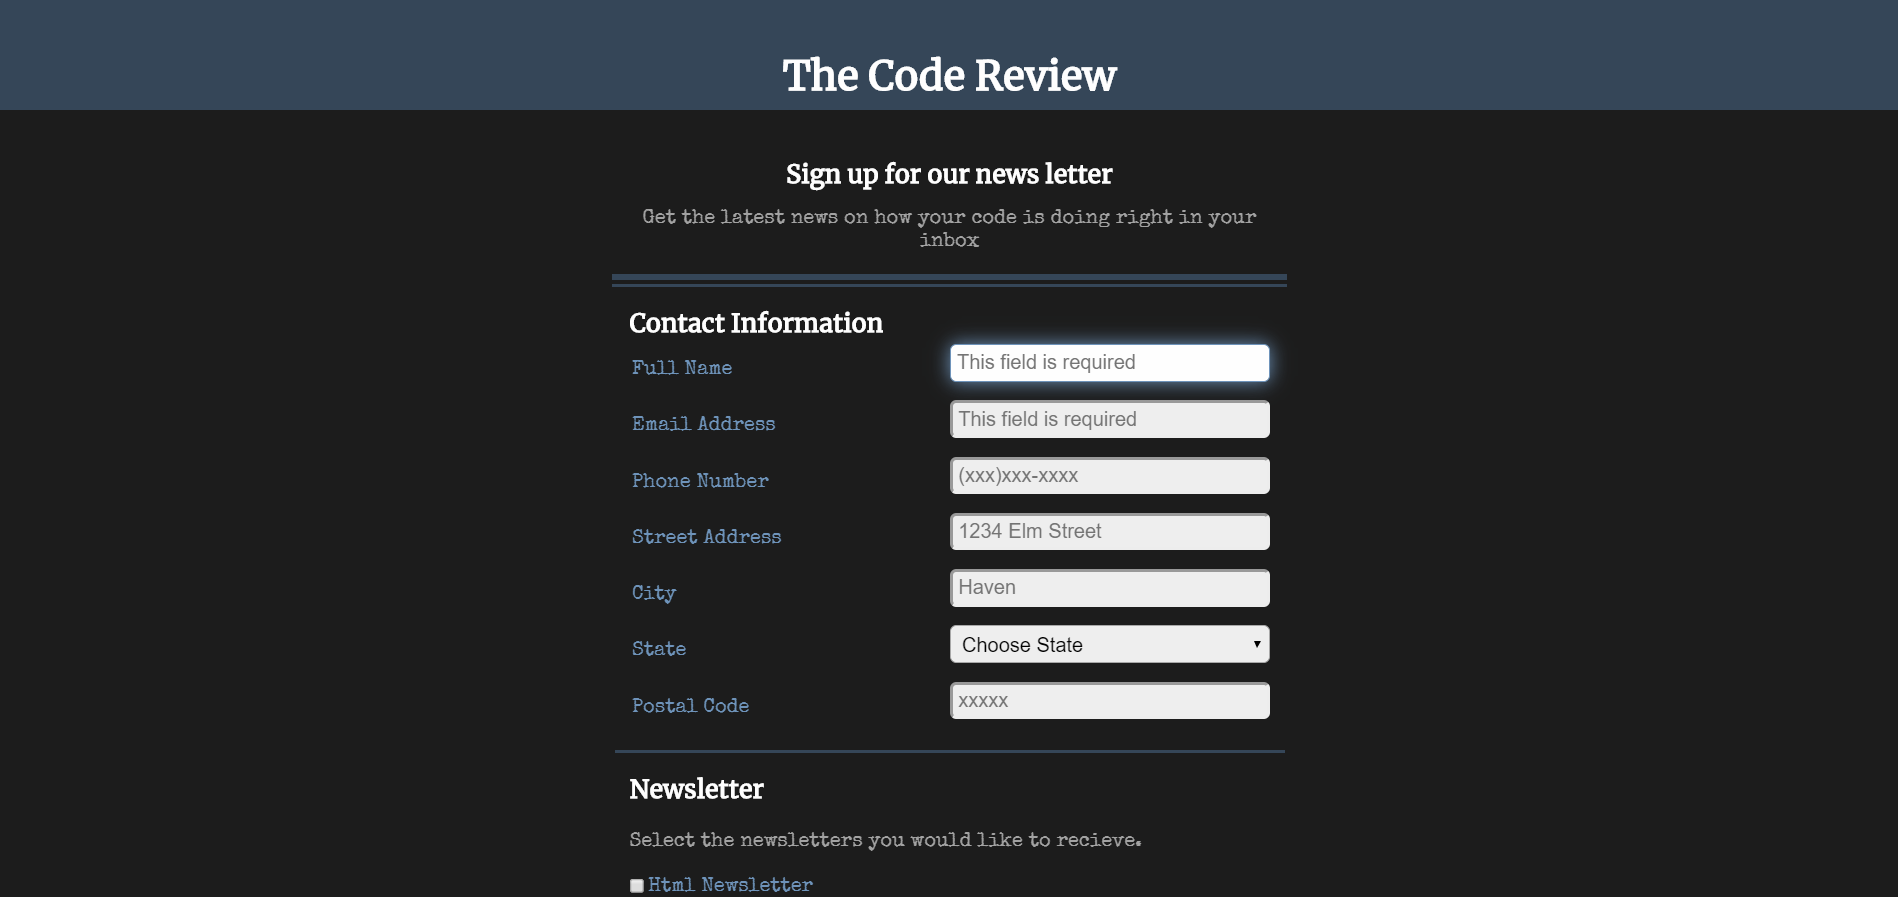 The Code Review
Sign up for our news letter
Get the latest news on how your code is doing right in your
inbox
Contact Information
Full Name
This field is required
Email Address
This field is required
Phone Number
(xxx)xxx-xxxx
Street Address
1234 Elm Street
City
Haven
State
Choose State
Postal Code
xxxxx
Newsletter
Select the newsletters you would like to recieve.
Html Newsletter